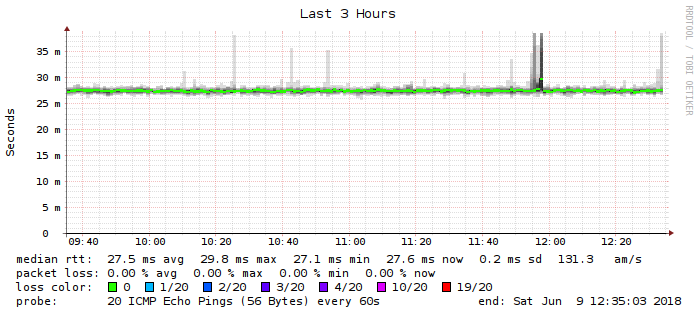 Last 3 Hours
RRDTOOL / TOBI OETIKER
Seconds
35 m
30 m
25 m
20 m
15 m
10 m
5 m
0
09:40 10:00 10:20 10:40 11:00 11:20 11:40 12:00 12:20
median rtt: 27.5 ms avg 29.8 ms max 27.1 ms min 27.6 ms now 0.2 ms sd 131.3 am/s
packet loss: 0.00 % avg 0.00 % max 0.00 % min 0.00 % now
loss color: 0 1/20 2/20 3/20 4/20 10/20 19/20
probe: 20 ICMP Echo Pings (56 Bytes) every 60s end: Sat Jun 9 12:35:03 2018